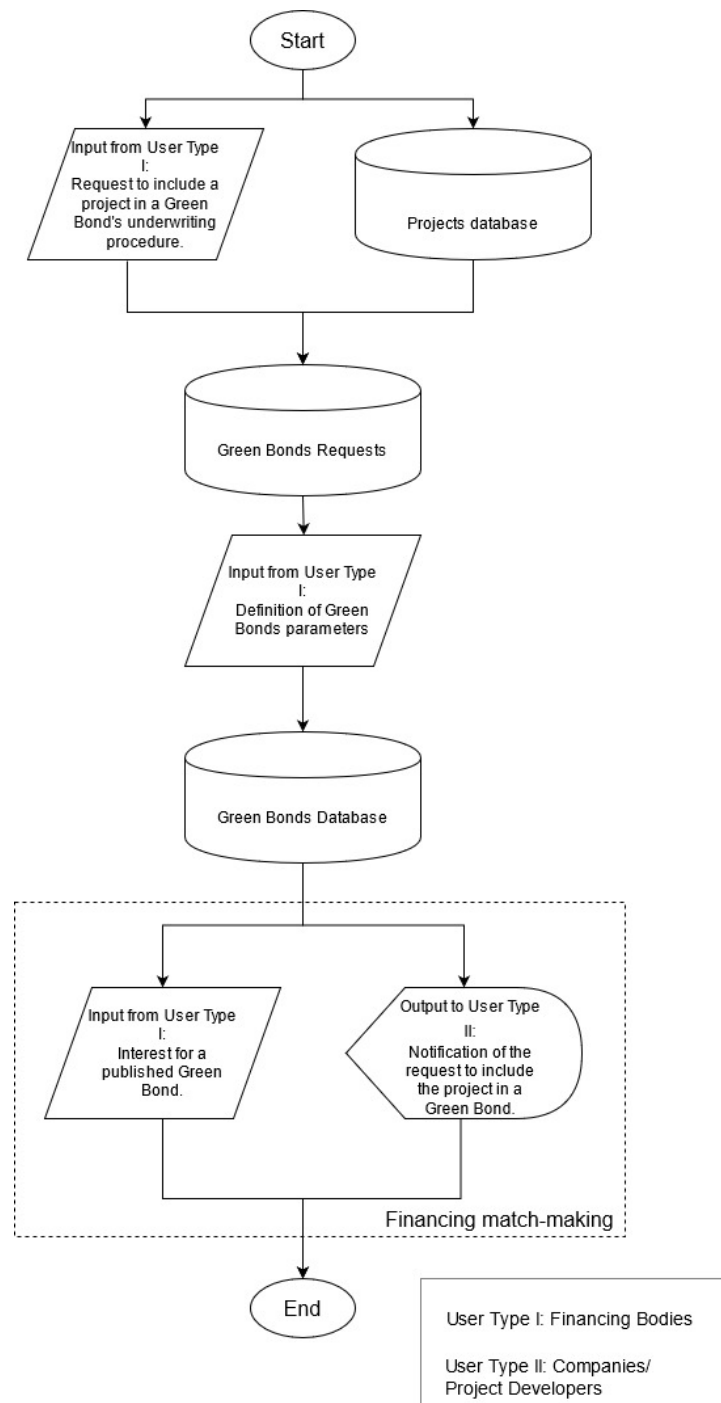 Start
Input from User Type
I:
Request to include a
project in a Green
Bond's underwriting
procedure.
Projects database
Green Bonds Requests
Input from User Type
I:
Definition of Green
Bonds parameters
Green Bonds Database
Input from User Type
I:
Interest for a
published Green
Bond.
Output to User Type
II:
Notification of the
request to include
the project in a
Green Bond.
Financing match-making
End
User Type I: Financing Bodies
User Type II: Companies/
Project Developers